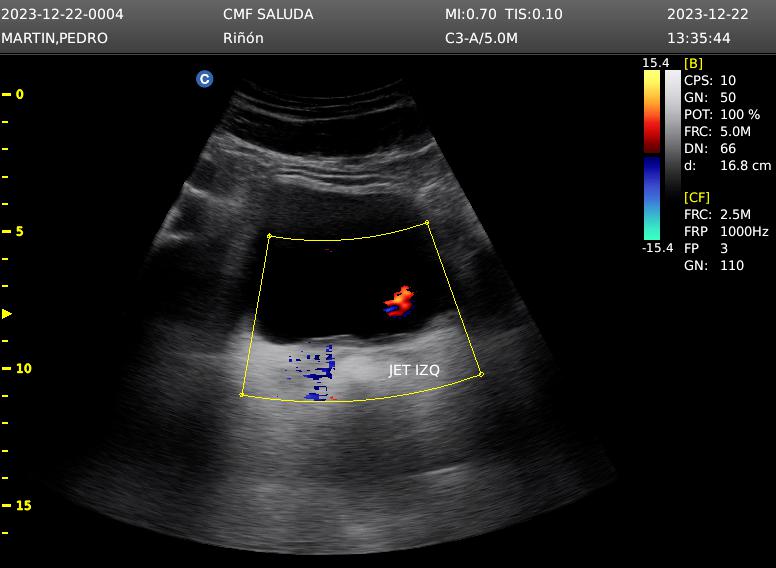 2023-12-22-0004 CMF SALUDA MI:0.70 TIS:0.10 2023-12-22
MARTIN,PEDRO Riñón C3-A/5.0M 13:35:44
C
15.4 [B]
CPS: 10
GN: 50
POT: 100 %
FRC: 5.0M
DN: 66
d: 16.8 cm
[CF]
FRC: 2.5M
FRP 1000Hz
-15.4 FP 3
GN: 110
0
5
10
15
JET IZQ